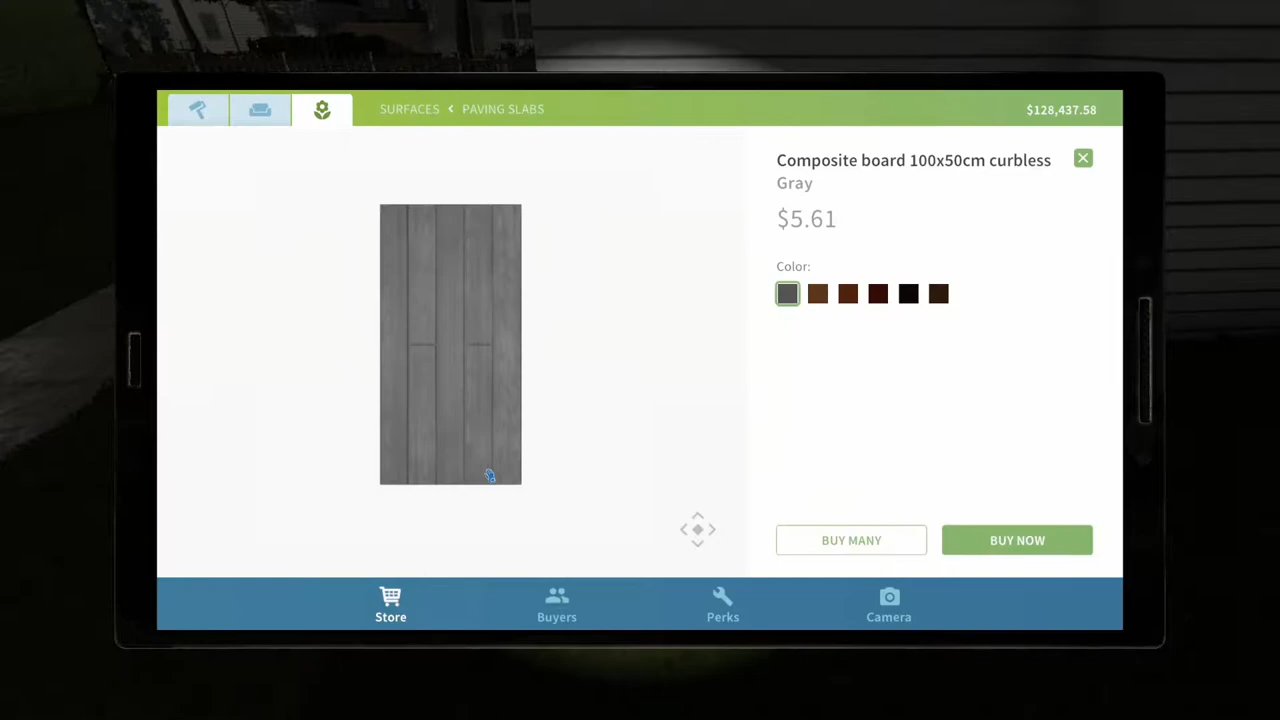 SURFACES < PAVING SLABS
$128,437.58
Composite board 100x50cm curbless
Gray
$5.61
Color:
BUY MANY
BUY NOW
Store
Buyers
Perks
Camera